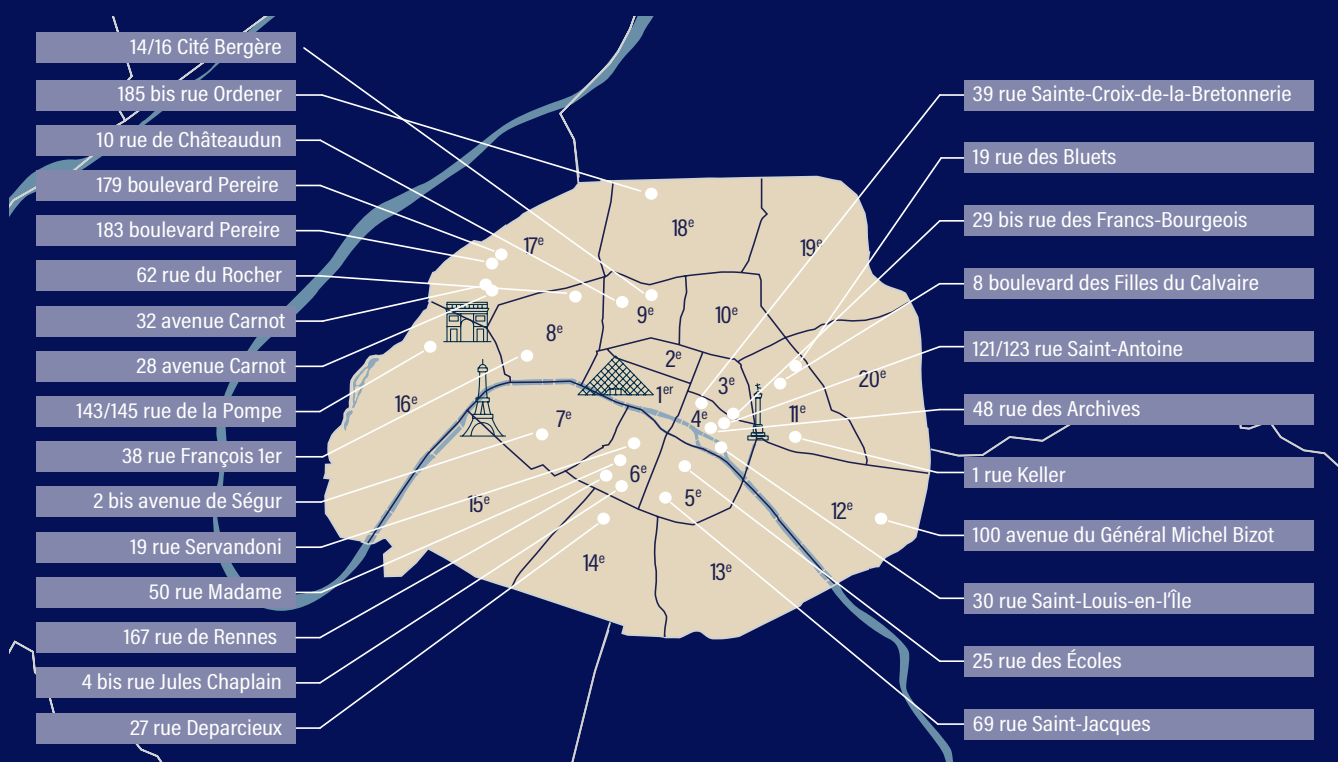 14/16 Cité Bergère
185 bis rue Ordener
10 rue de Châteaudun
179 boulevard Pereire
183 boulevard Pereire
62 rue du Rocher
32 avenue Carnot
28 avenue Carnot
143/145 rue de la Pompe
38 rue François 1er
2 bis avenue de Ségur
19 rue Servandoni
50 rue Madame
167 rue de Rennes
4 bis rue Jules Chaplain
27 rue Deparcieux
18e
17e
19e
9e
10e
8e
2e
3e
20e
1er
16e
7e
4e
11e
6e
5e
15e
12e
14e
13e
39 rue Sainte-Croix-de-la-Bretonnerie
19 rue des Bluets
29 bis rue des Francs-Bourgeois
8 boulevard des Filles du Calvaire
121/123 rue Saint-Antoine
48 rue des Archives
1 rue Keller
100 avenue du Général Michel Bizot
30 rue Saint-Louis-en-l'Île
25 rue des Écoles
69 rue Saint-Jacques